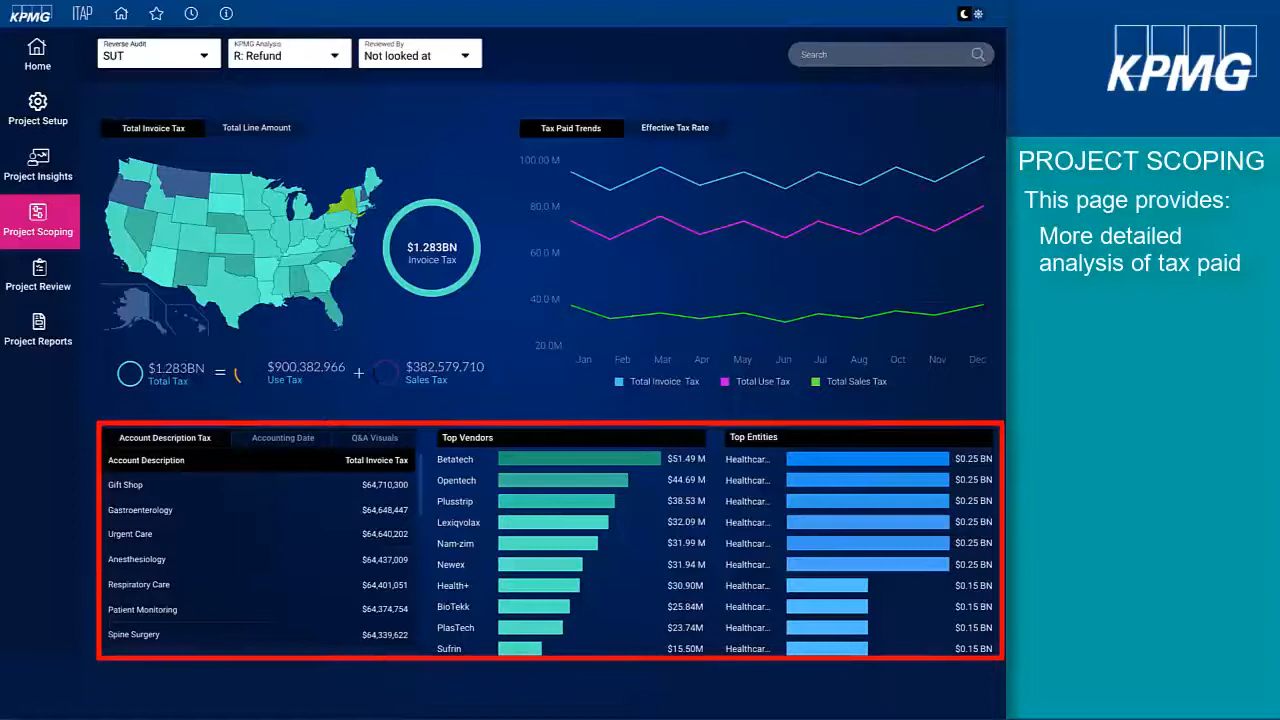 KPMG ITAP
Home
Project Setup
Project Insights
Project Scoping
Project Review
Project Reports
Reverse Audit
SUT
KPMG Analysis
R: Refund
Reviewed By
Not looked at
Search
Total Invoice Tax Total Line Amount
$1.283BN
Invoice Tax
$1.283BN
Total Tax
=
$900,382,966
Use Tax
+
$382,579,710
Sales Tax
Tax Paid Trends Effective Tax Rate
100.00 M
80.0 M
60.0 M
40.0 M
20.0M
Jan Feb Mar Apr May Jun Jul Aug Oct Nov Dec
Total Invoice Tax Total Use Tax Total Sales Tax
Account Description Tax Accounting Date Q&A Visuals
Account Description Total Invoice Tax
Gift Shop $64,710,300
Gastroenterology $64,648,447
Urgent Care $64,640,202
Anesthesiology $64,437,009
Respiratory Care $64,401,051
Patient Monitoring $64,374,754
Spine Surgery $64,339,622
Top Vendors
Betatech $51.49 M
Opentech $44.69 M
Plusstrip $38.53 M
Lexiqvolax $32.09 M
Nam-zim $31.99 M
Newex $31.94 M
Health+ $30.90M
BioTekk $25.84M
PlasTech $23.74M
Sufrin $15.50M
Top Entities
Healthcar... $0.25 BN
Healthcar... $0.25 BN
Healthcar... $0.25 BN
Healthcar... $0.25 BN
Healthcar... $0.25 BN
Healthcar... $0.25 BN
Healthcar... $0.15 BN
Healthcar... $0.15 BN
Healthcar... $0.15 BN
Healthcar... $0.15 BN
KPMG
PROJECT SCOPING
This page provides:
More detailed
analysis of tax paid